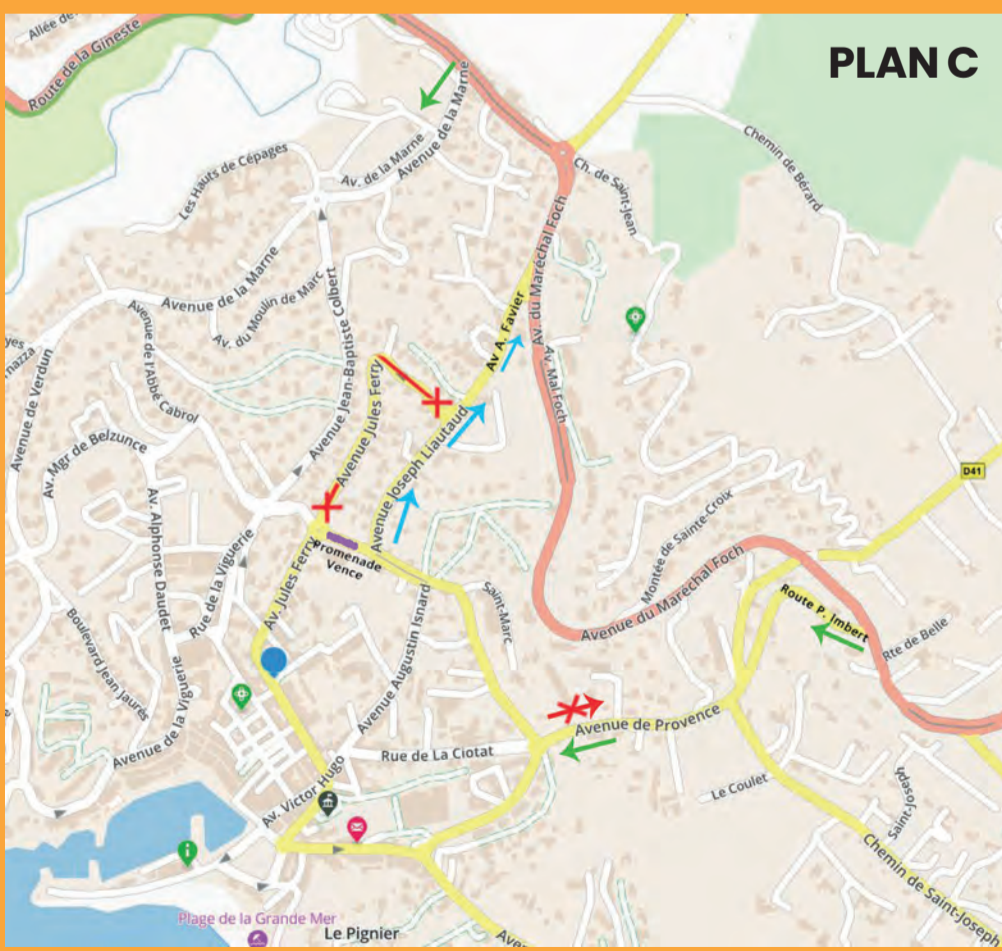 PLAN C
Allée de
Route de la Gineste
Av. de la Marne
Avenue de la Marne
Les Hauts de Cépages
Ch. de Saint-Jean
Chemin de Bérard
Avenue de la Marne
Av. du Moulin de Marc
Avenue de l'Abbé Cabrol
Avenue Jean-Baptiste Colbert
Av A. Favier
Av. du Maréchal Foch
Av. Mal Foch
yes
mazza
Avenue de Verdun
Av. Mgr de Belzunce
Avenue Jules Ferry
Avenue Joseph Liautaud
D41
Av. Alphonse Daudet
Rue de la Viguerie
Promenade
Vence
Av. Jules Ferry
Montée de Sainte-Croix
Avenue du Maréchal Foch
Saint-Marc
Route P. Imbert
Rte de Belle
Boulevard Jean Jaurès
Avenue de la Viguerie
Avenue Augustin Isnard
Avenue de Provence
Rue de La Ciotat
Le Coulet
Saint-Joseph
Av. Victor Hugo
Chemin de Saint-Joseph
i
Plage de la Grande Mer
Le Pignier
Ave